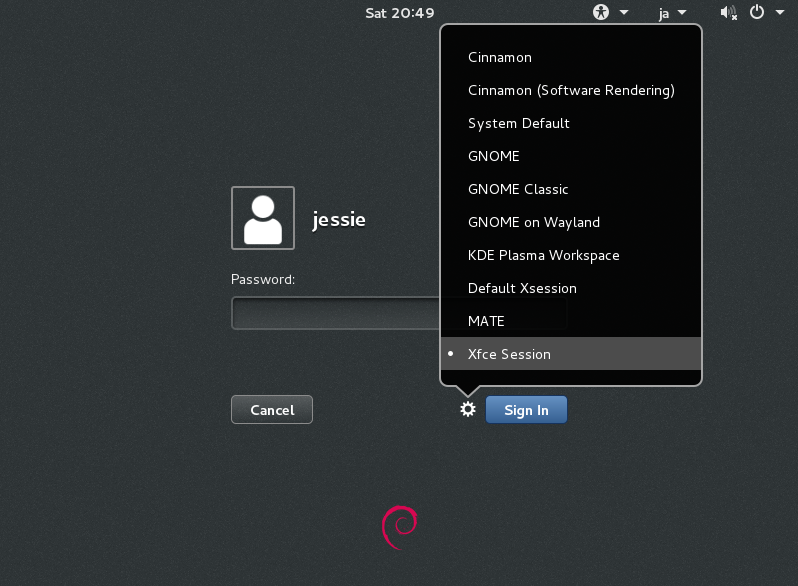 Sat 20:49
ja
Cinnamon
Cinnamon (Software Rendering)
System Default
GNOME
GNOME Classic
GNOME on Wayland
KDE Plasma Workspace
Default Xsession
MATE
Xfce Session
jessie
Password:
Cancel
Sign In